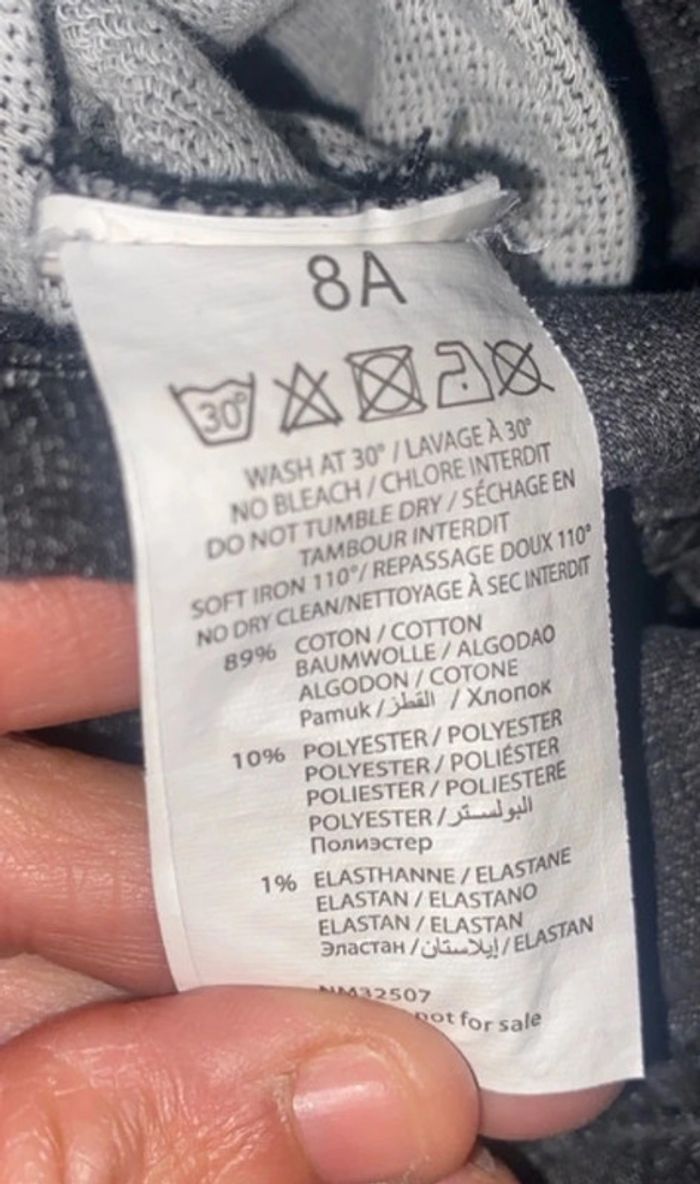 8A
30°
WASH AT 30° / LAVAGE À 30°
NO BLEACH / CHLORE INTERDIT
DO NOT TUMBLE DRY / SÉCHAGE EN
TAMBOUR INTERDIT
SOFT IRON 110°/ REPASSAGE DOUX 110°
NO DRY CLEAN/NETTOYAGE À SEC INTERDIT
89% COTON / COTTON
BAUMWOLLE / ALGODAO
ALGODON / COTONE
Pamuk / القطز / Хлопок
10% POLYESTER / POLYESTER
POLYESTER / POLIÉSTER
POLIESTER / POLIESTERE
POLYESTER / البولستر
Полиэстер
1% ELASTHANNE / ELASTANE
ELASTAN / ELASTANO
ELASTAN / ELASTAN
Эластан / إيلاستان / ELASTAN
NM32507
not for sale